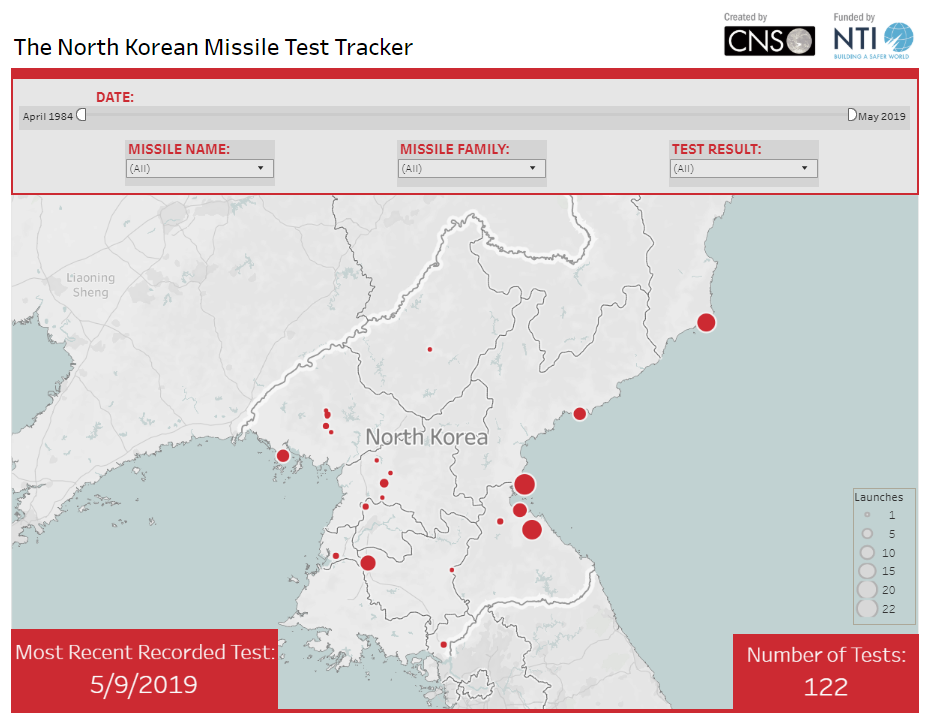 Created by
Funded by
CNS
NTI
BUILDING A SAFER WORLD
The North Korean Missile Test Tracker
DATE:
April 1984
May 2019
MISSILE NAME:
MISSILE FAMILY:
TEST RESULT:
(All)
(All)
(All)
Liaoning
Sheng
North Korea
Launches
1
5
10
15
20
22
Most Recent Recorded Test:
5/9/2019
Number of Tests:
122